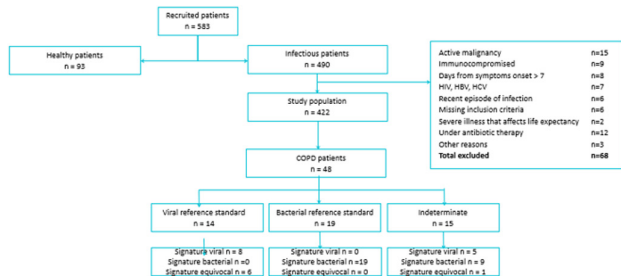 Recruited patients
n = 583
Healthy patients
n = 93
Infectious patients
n = 490
Active malignancy n=15
Immunocompromised n=9
Days from symptoms onset > 7 n=8
HIV, HBV, HCV n=7
Recent episode of infection n=6
Missing inclusion criteria n=6
Severe illness that affects life expectancy n=2
Under antibiotic therapy n=12
Other reasons n=3
Total excluded n=68
Study population
n = 422
COPD patients
n = 48
Viral reference standard
n = 14
Bacterial reference standard
n = 19
Indeterminate
n = 15
Signature viral n = 8
Signature bacterial =0
Signature equivocal n = 6
Signature viral n = 0
Signature bacterial =19
Signature equivocal n = 0
Signature viral n = 5
Signature bacterial n = 9
Signature equivocal n = 1